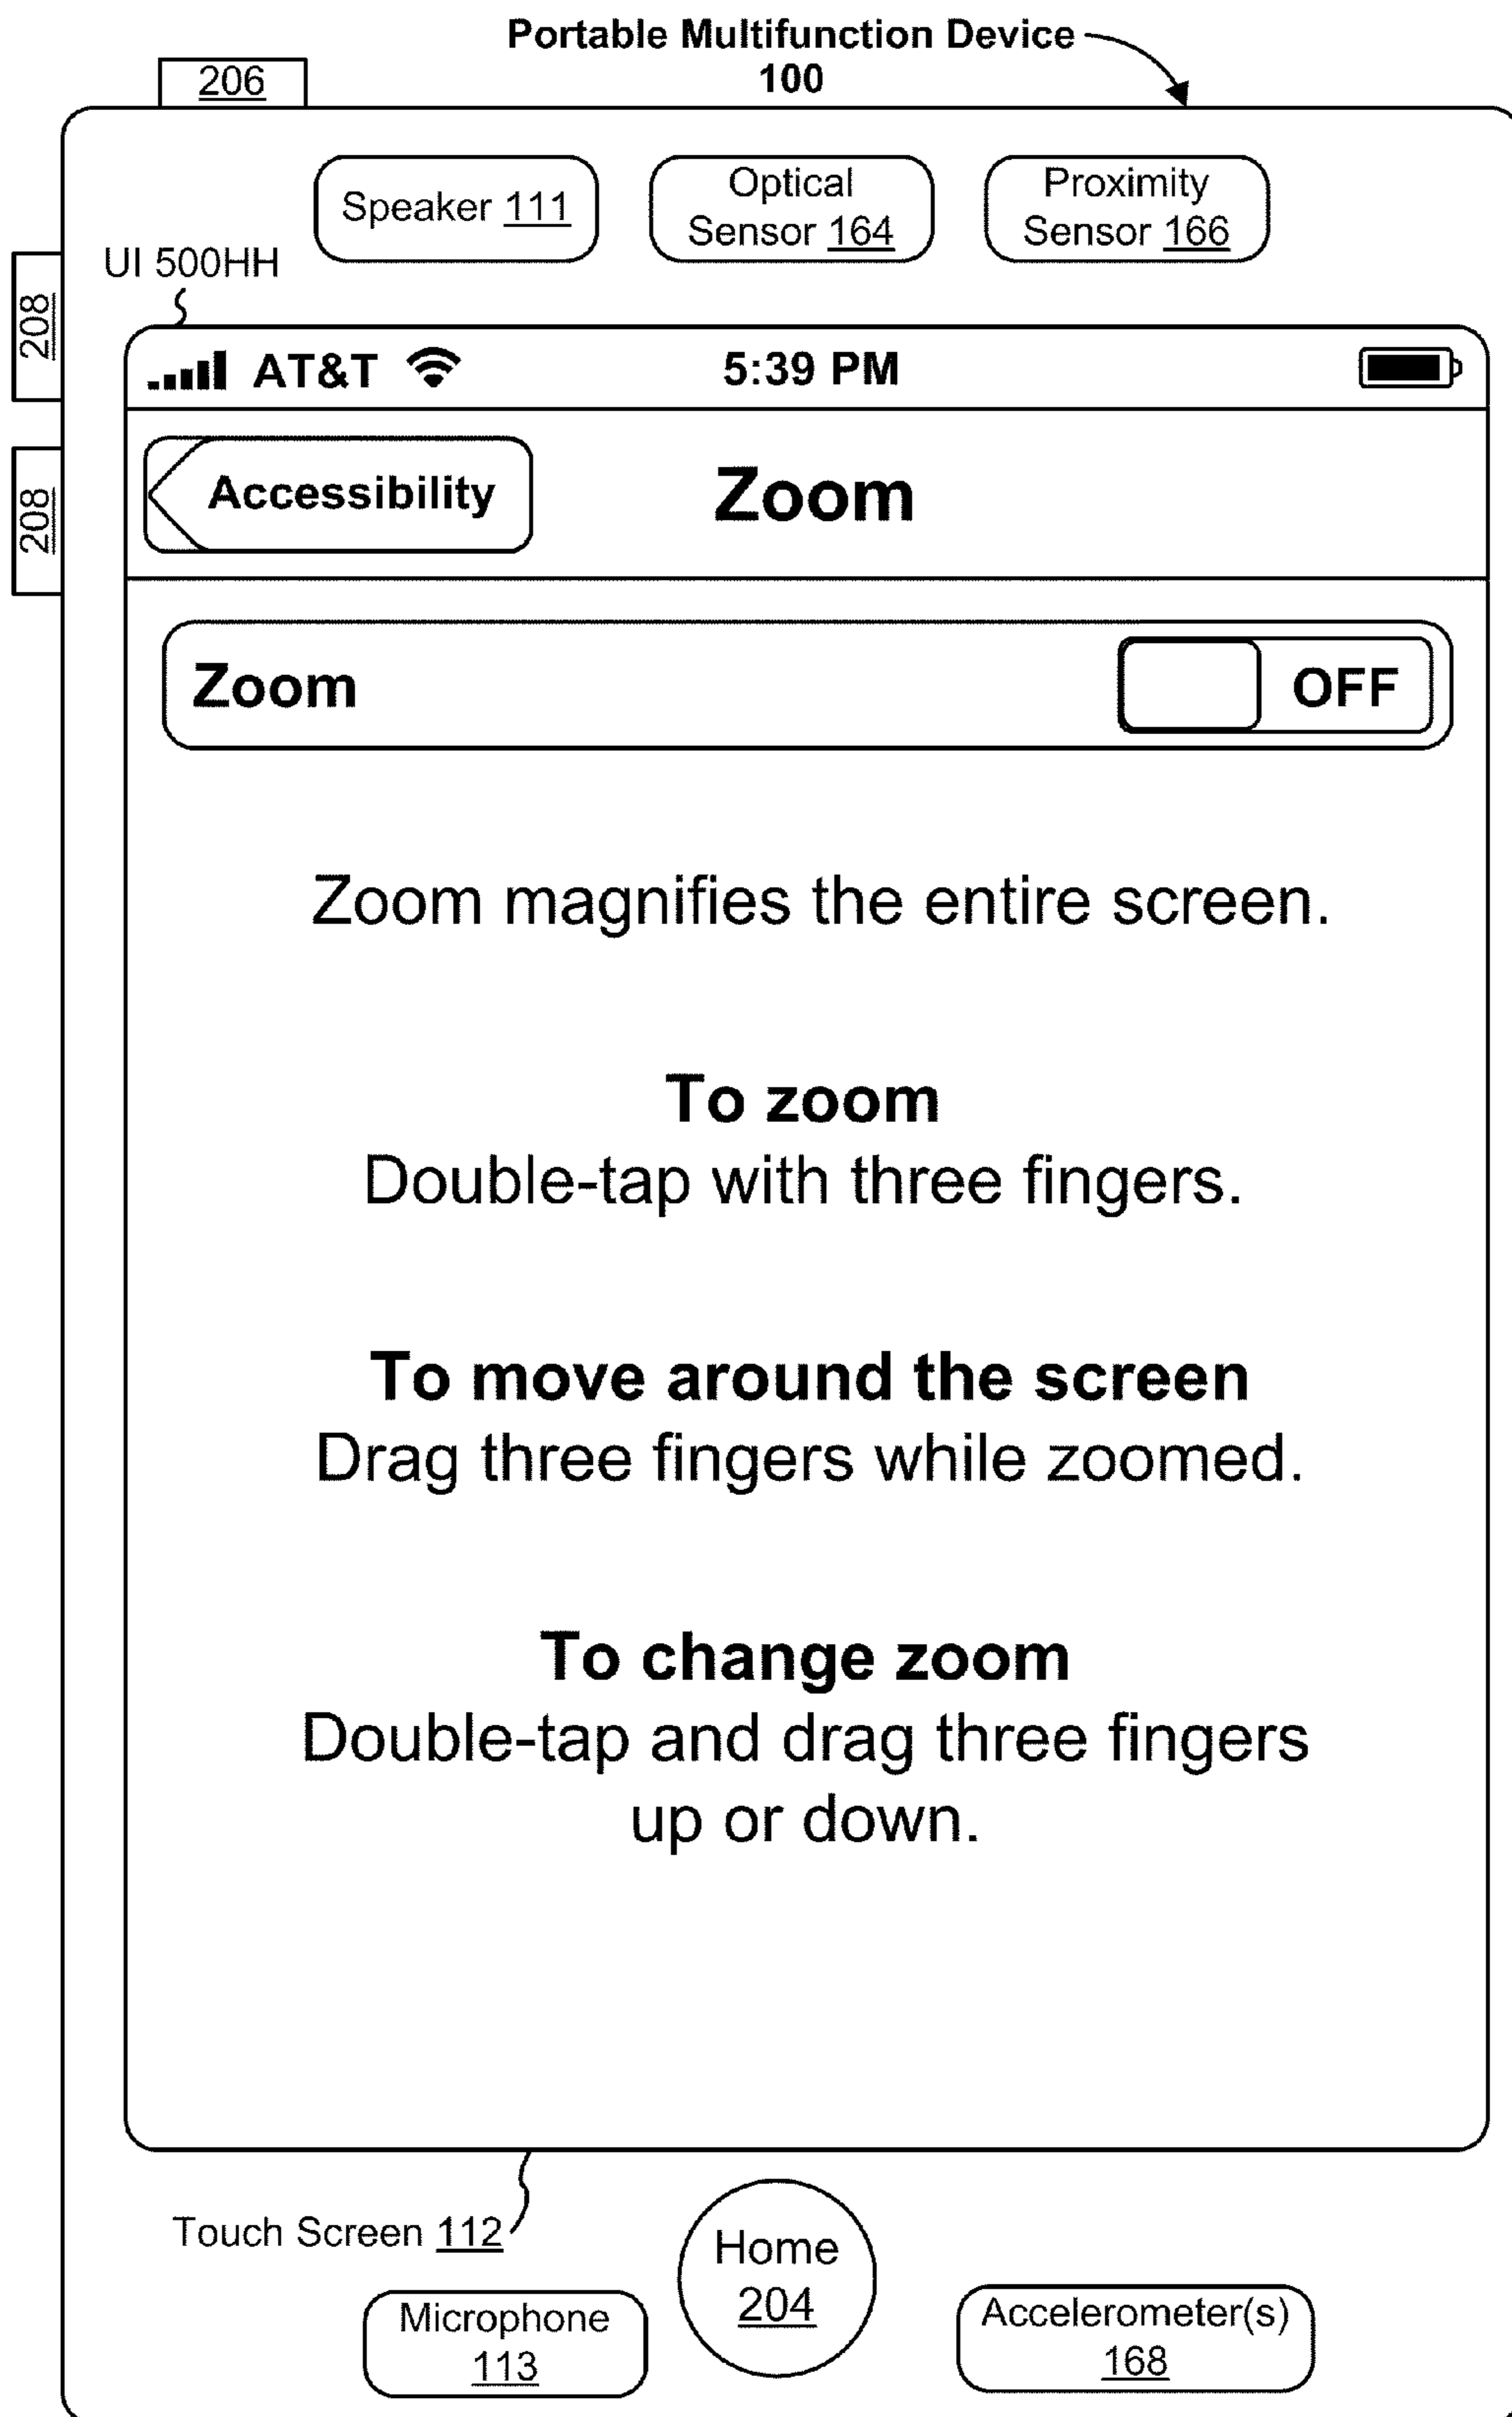 Portable Multifunction Device
100
206
Speaker 111
Optical
Sensor 164
Proximity
Sensor 166
UI 500HH
208
208
AT&T
5:39 PM
Accessibility
Zoom
Zoom
OFF
Zoom magnifies the entire screen.
To zoom
Double-tap with three fingers.
To move around the screen
Drag three fingers while zoomed.
To change zoom
Double-tap and drag three fingers
up or down.
Touch Screen 112
Home
204
Microphone
113
Accelerometer(s)
168